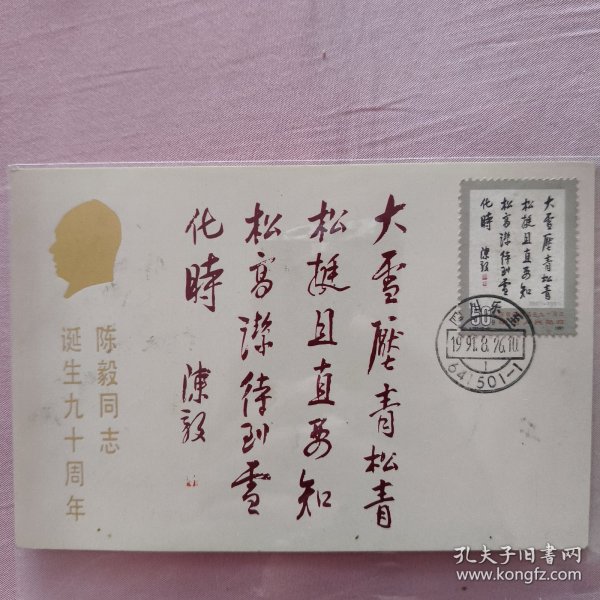 大雪壓青松青
松挺且直要知
松高潔待到雪
化時 陳毅
陈毅同志
诞生九十周年
大雪壓青松青
松挺且直要知
松高潔待到雪
化時 陳毅
1991.8.26.10
641501-1
孔夫子旧书网
www.kongfz.com